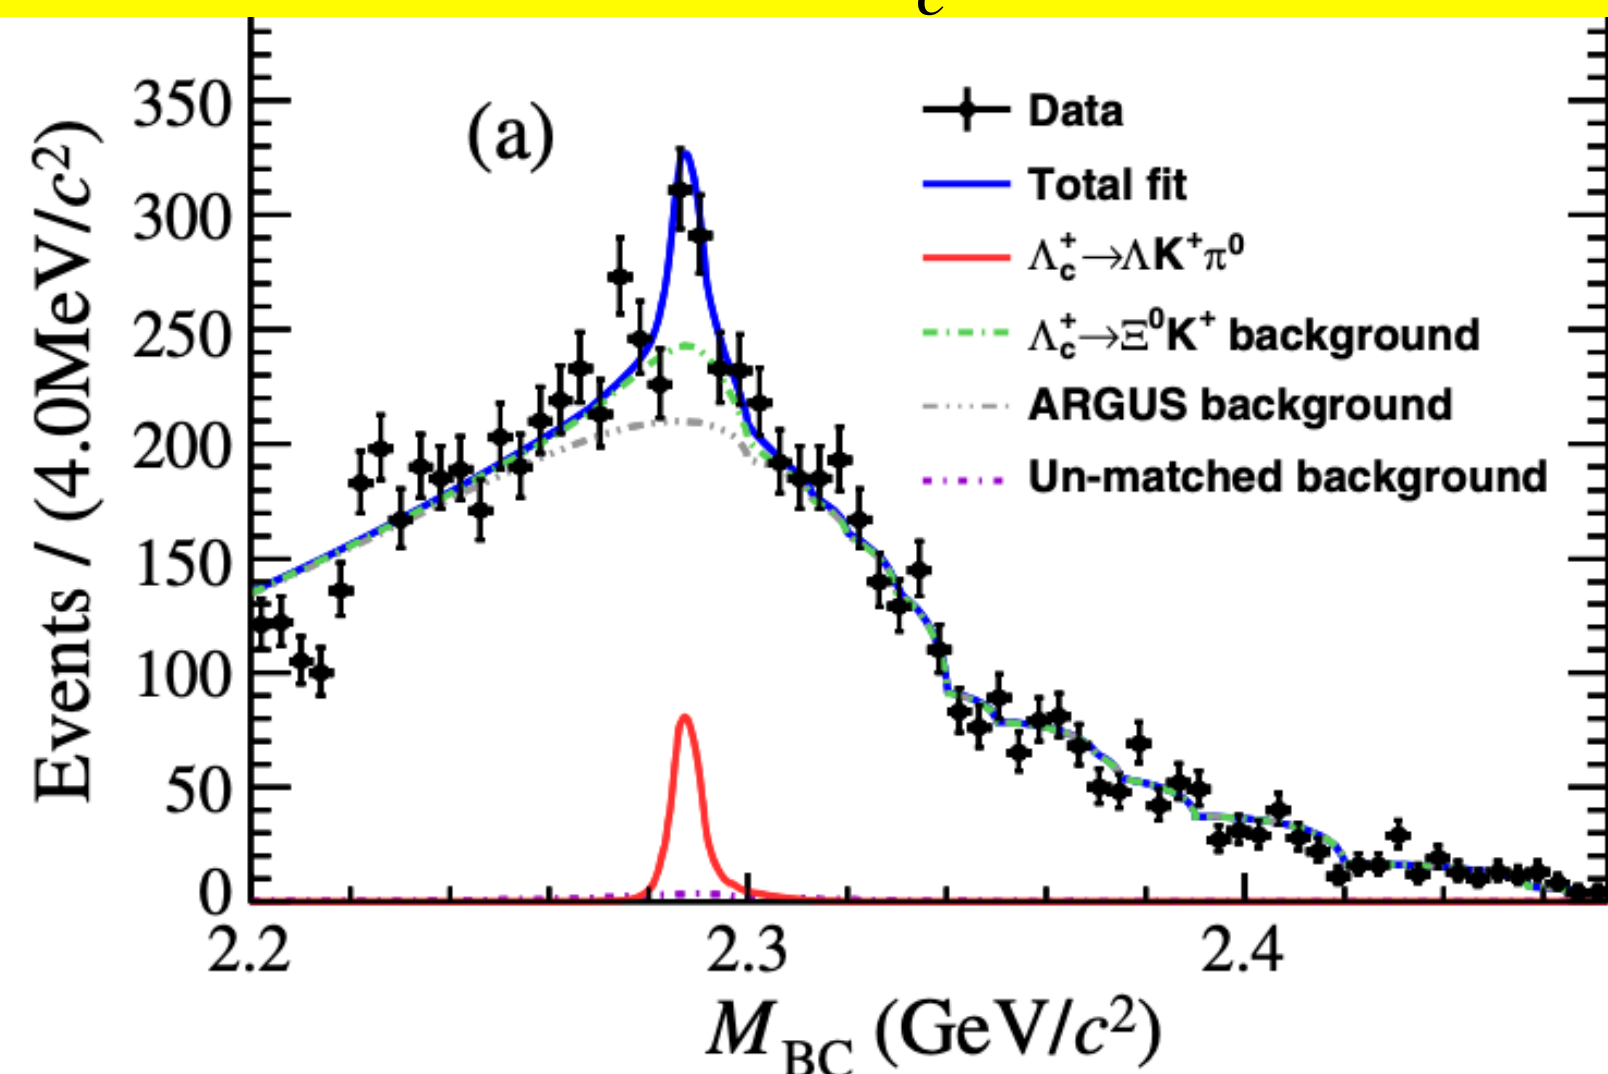 c
350
300
250
200
150
100
50
0
Events / (4.0MeV/c²)
(a)
Data
Total fit
Λc⁺→ΛK⁺π⁰
Λc⁺→Ξ⁰K⁺ background
ARGUS background
Un-matched background
2.2 2.3 2.4
M_BC (GeV/c²)